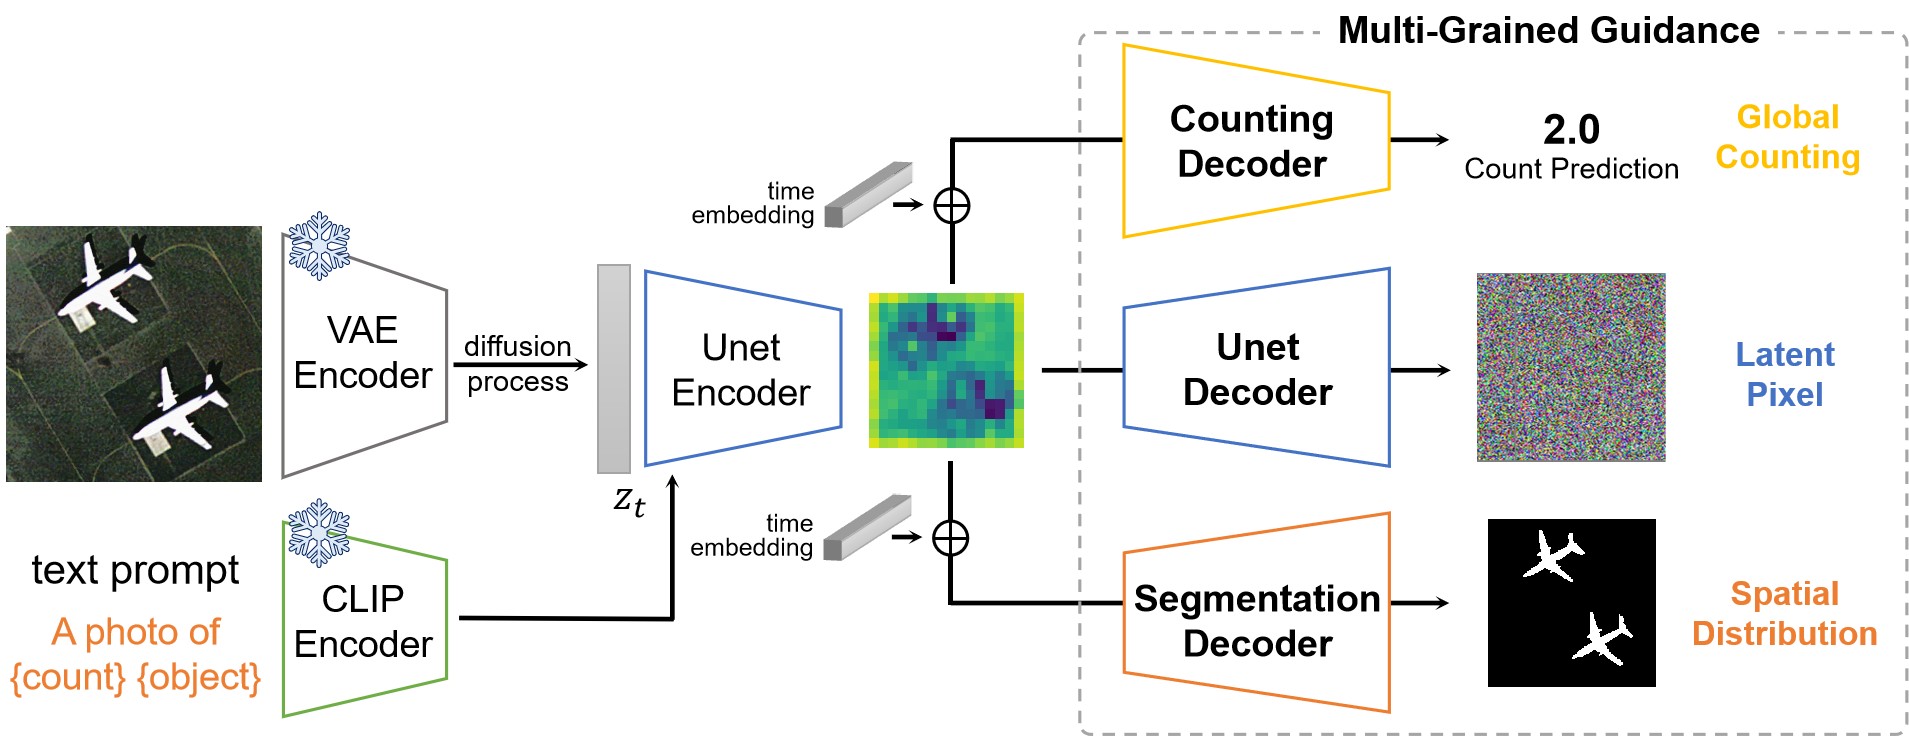 Multi-Grained Guidance
Counting
Decoder
2.0
Count Prediction
Global
Counting
time
embedding
VAE
Encoder
diffusion
process
Unet
Encoder
Unet
Decoder
Latent
Pixel
z_t
time
embedding
text prompt
A photo of
{count} {object}
CLIP
Encoder
Segmentation
Decoder
Spatial
Distribution